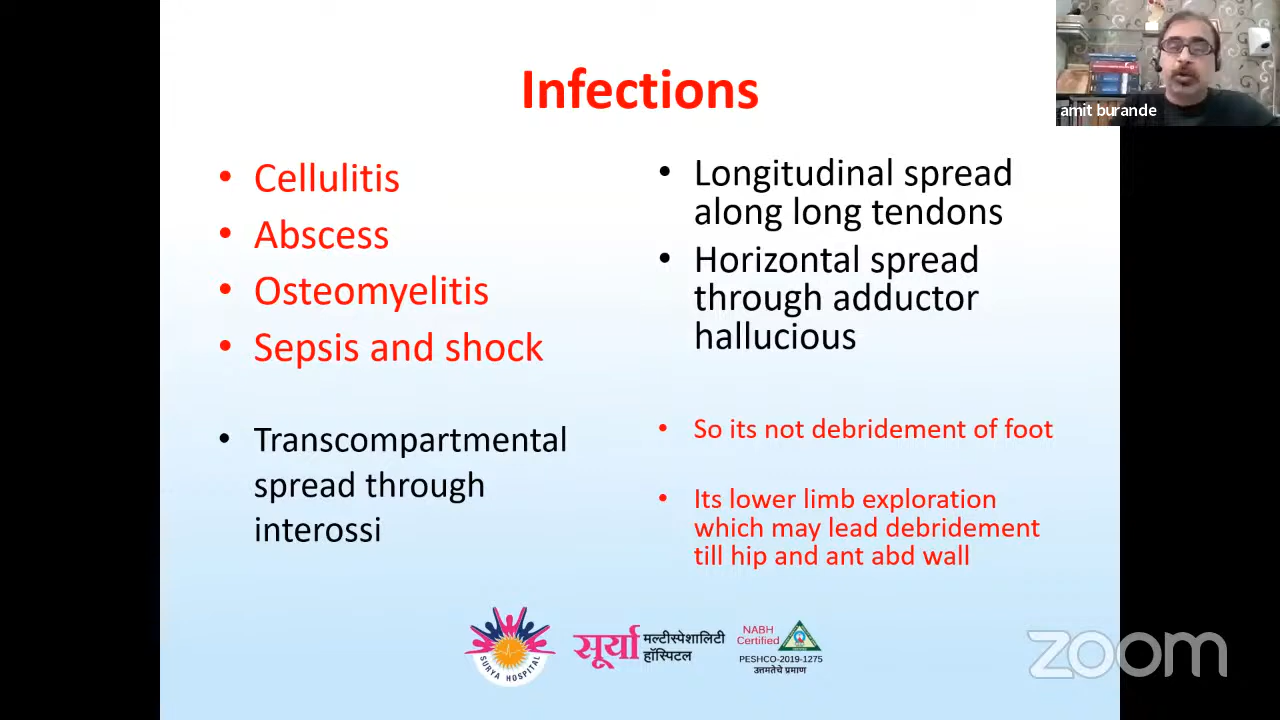 Infections
• Cellulitis
• Abscess
• Osteomyelitis
• Sepsis and shock
• Transcompartmental
spread through
interossi
• Longitudinal spread
along long tendons
• Horizontal spread
through adductor
hallucious
• So its not debridement of foot
• Its lower limb exploration
which may lead debridement
till hip and ant abd wall
amit burande
SURYA HOSPITAL
सूर्या मल्टीस्पेशालिटी
हॉस्पिटल
NABH
Certified
PESHCO-2019-1275
उत्तमतेचे प्रमाण
zoom